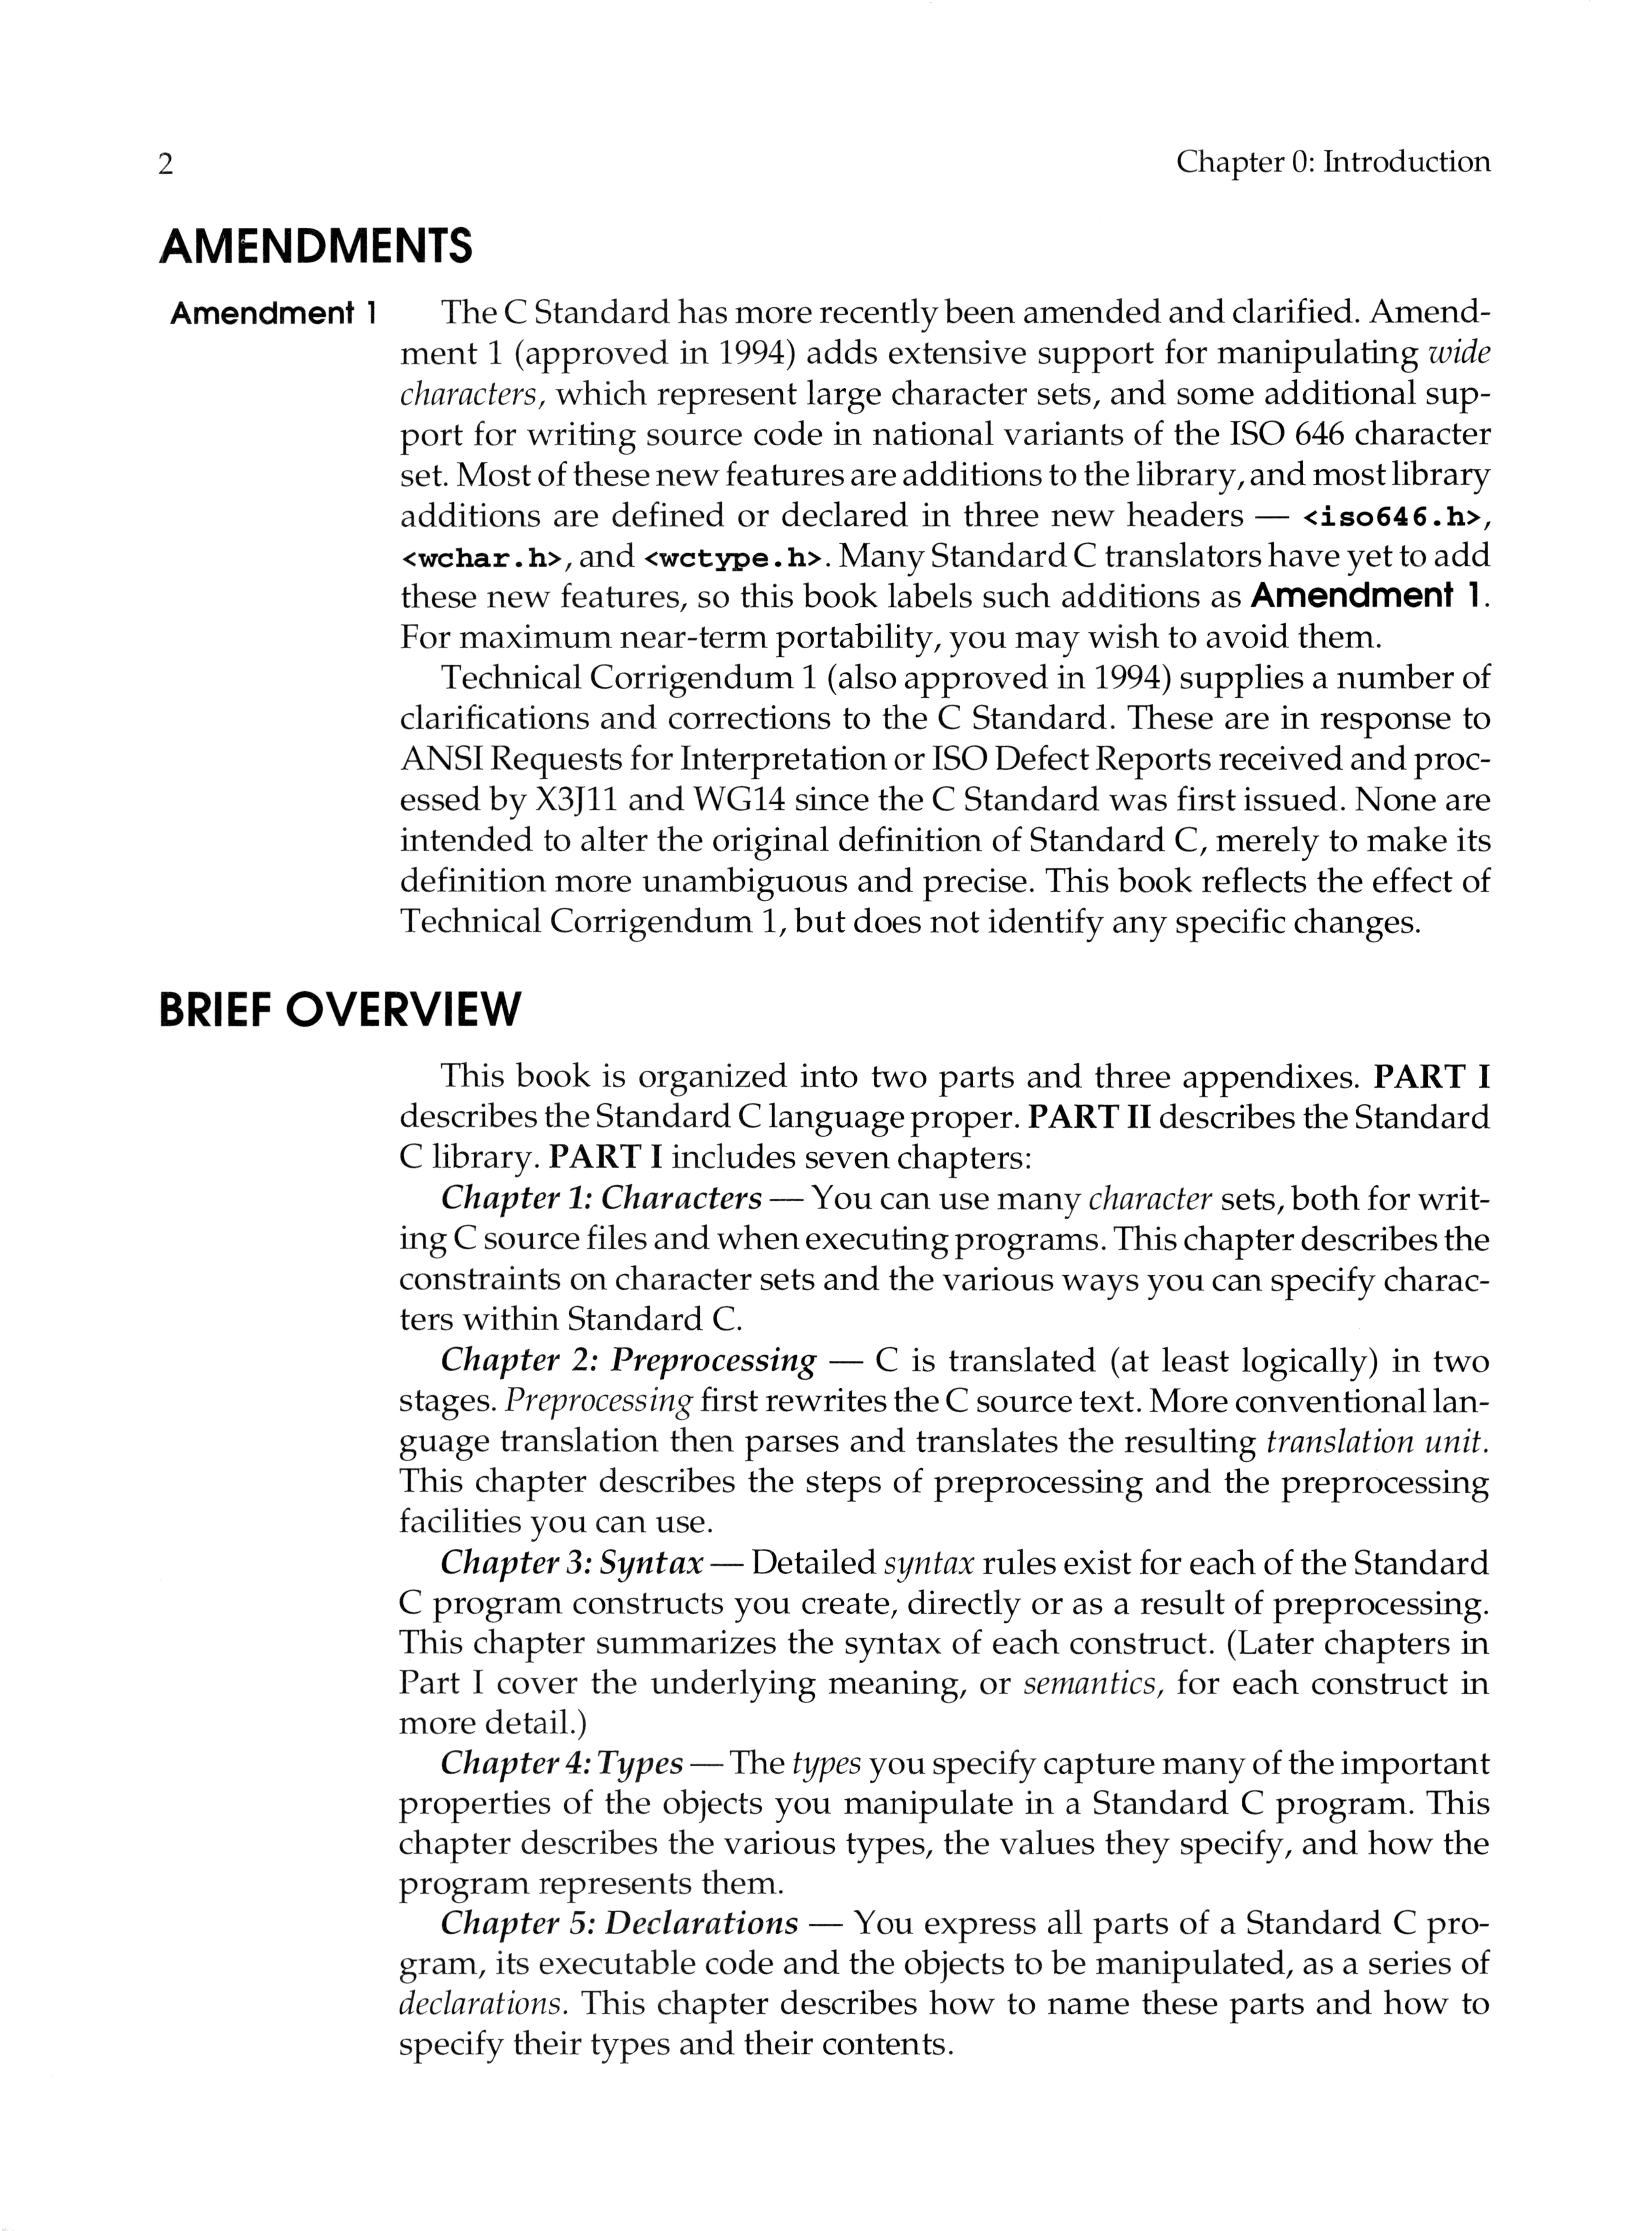 2 Chapter 0: Introduction
AMENDMENTS
Amendment 1 The C Standard has more recently been amended and clarified. Amend-
ment 1 (approved in 1994) adds extensive support for manipulating wide
characters, which represent large character sets, and some additional sup-
port for writing source code in national variants of the ISO 646 character
set. Most of these new features are additions to the library, and most library
additions are defined or declared in three new headers — <iso646.h>,
<wchar.h>, and <wctype.h>. Many Standard C translators have yet to add
these new features, so this book labels such additions as Amendment 1.
For maximum near-term portability, you may wish to avoid them.
Technical Corrigendum 1 (also approved in 1994) supplies a number of
clarifications and corrections to the C Standard. These are in response to
ANSI Requests for Interpretation or ISO Defect Reports received and proc-
essed by X3J11 and WG14 since the C Standard was first issued. None are
intended to alter the original definition of Standard C, merely to make its
definition more unambiguous and precise. This book reflects the effect of
Technical Corrigendum 1, but does not identify any specific changes.
BRIEF OVERVIEW
This book is organized into two parts and three appendixes. PART I
describes the Standard C language proper. PART II describes the Standard
C library. PART I includes seven chapters:
Chapter 1: Characters — You can use many character sets, both for writ-
ing C source files and when executing programs. This chapter describes the
constraints on character sets and the various ways you can specify charac-
ters within Standard C.
Chapter 2: Preprocessing — C is translated (at least logically) in two
stages. Preprocessing first rewrites the C source text. More conventional lan-
guage translation then parses and translates the resulting translation unit.
This chapter describes the steps of preprocessing and the preprocessing
facilities you can use.
Chapter 3: Syntax — Detailed syntax rules exist for each of the Standard
C program constructs you create, directly or as a result of preprocessing.
This chapter summarizes the syntax of each construct. (Later chapters in
Part I cover the underlying meaning, or semantics, for each construct in
more detail.)
Chapter 4: Types — The types you specify capture many of the important
properties of the objects you manipulate in a Standard C program. This
chapter describes the various types, the values they specify, and how the
program represents them.
Chapter 5: Declarations — You express all parts of a Standard C pro-
gram, its executable code and the objects to be manipulated, as a series of
declarations. This chapter describes how to name these parts and how to
specify their types and their contents.